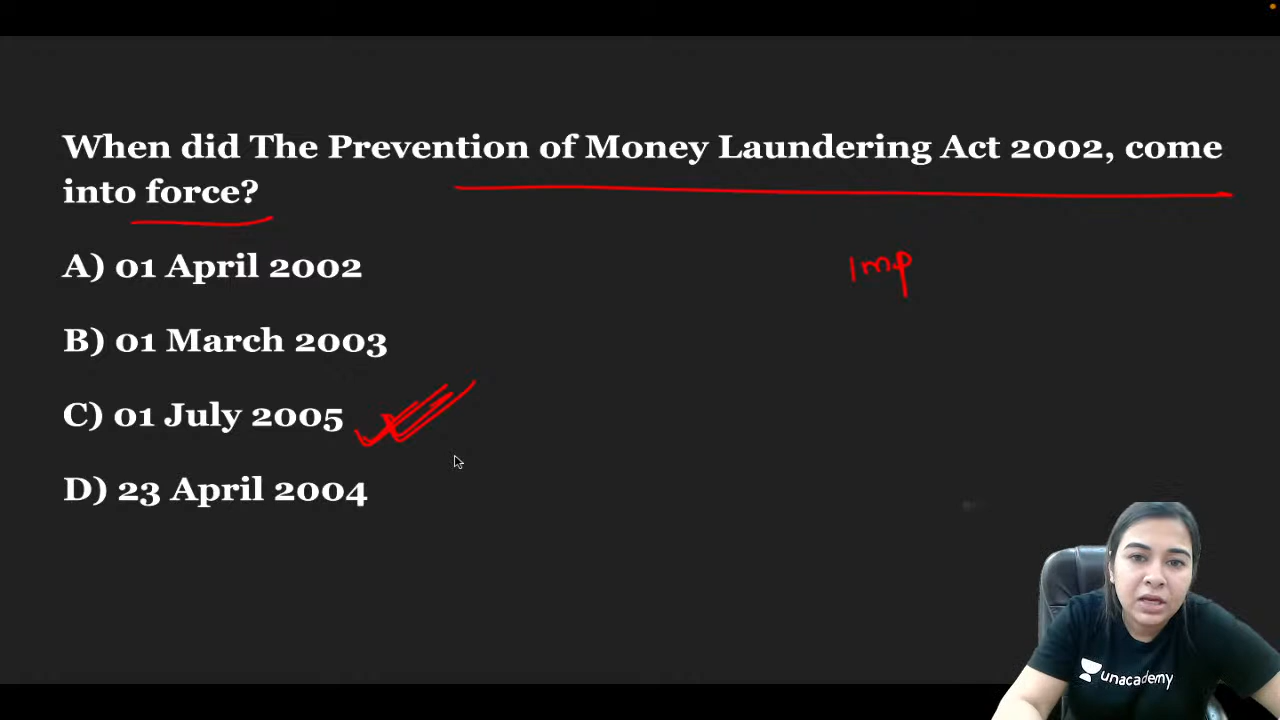 When did The Prevention of Money Laundering Act 2002, come
into force?
A) 01 April 2002
Imp
B) 01 March 2003
C) 01 July 2005
D) 23 April 2004
unacademy